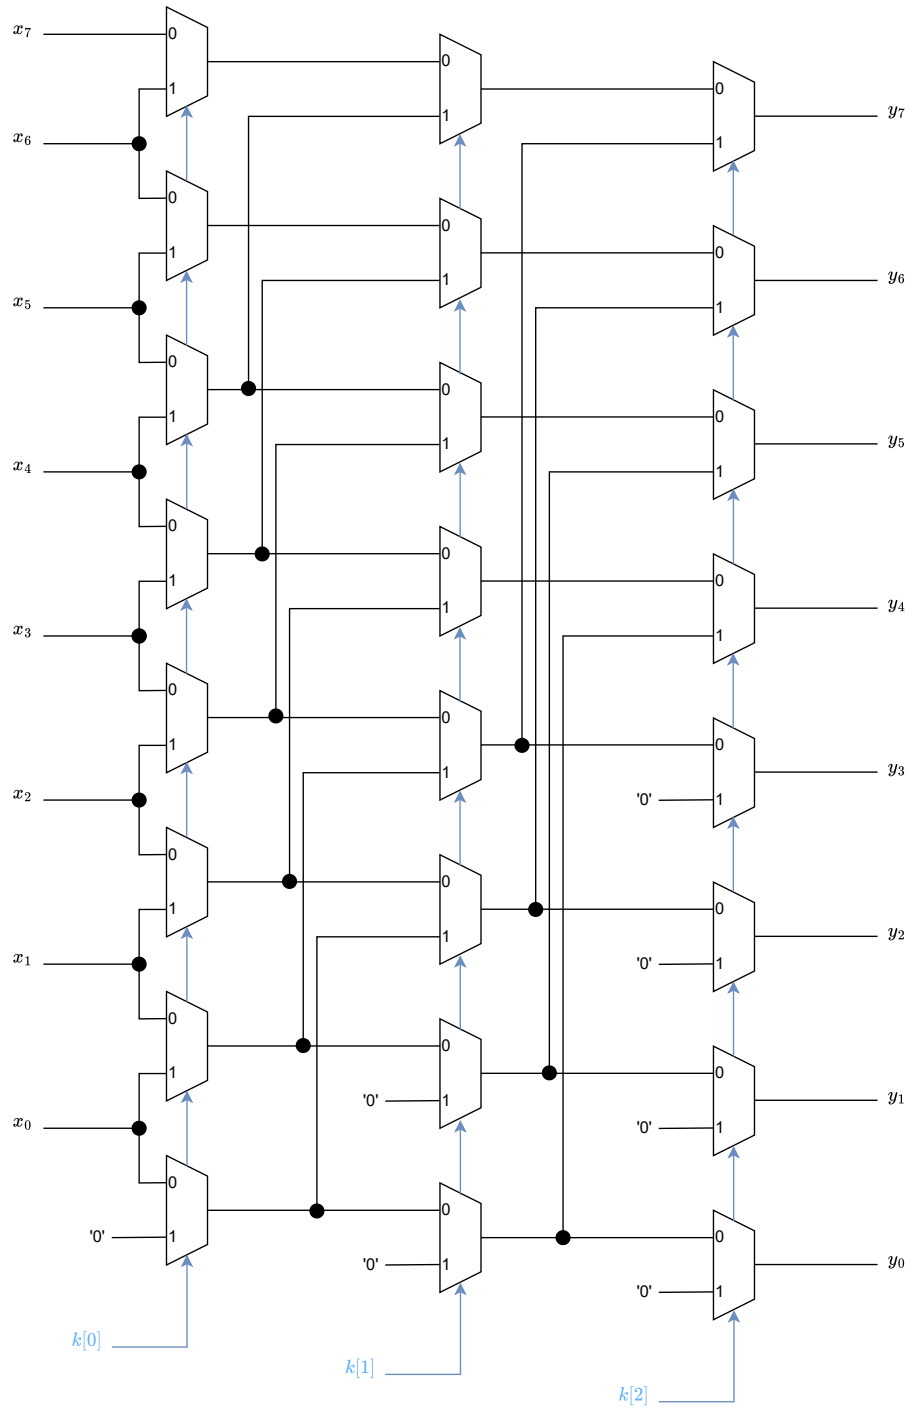 x₇ 0
0
1 0 y₇
x₆ 1
1
0
0
1 0 y₆
x₅ 1
1
0
0
1 0 y₅
x₄ 1
1
0
0
1 0 y₄
x₃ 1
1
0
0
1 0 y₃
x₂ '0' 1
0
0
1 0 y₂
x₁ 1
'0' 1
0
0
1 0 y₁
'0' 1
x₀ '0' 1
0
0
'0' 1 0 y₀
'0' 1
'0' 1
k[0]
k[1]
k[2]